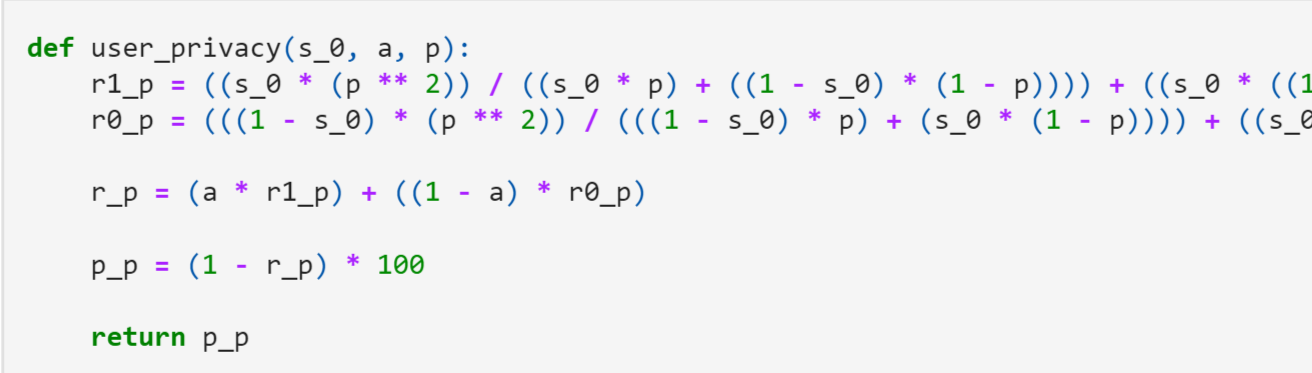 def user_privacy(s_0, a, p):
    r1_p = ((s_0 * (p ** 2)) / ((s_0 * p) + ((1 - s_0) * (1 - p)))) + ((s_0 * ((1
    r0_p = (((1 - s_0) * (p ** 2)) / (((1 - s_0) * p) + (s_0 * (1 - p)))) + ((s_0
    r_p = (a * r1_p) + ((1 - a) * r0_p)
    p_p = (1 - r_p) * 100
    return p_p